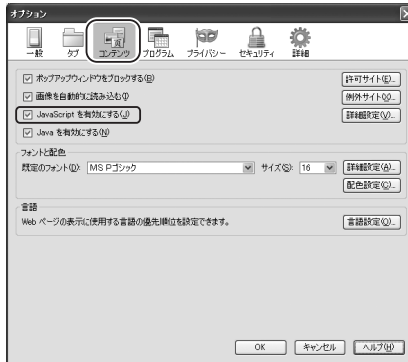 オプション
一般 タブ コンテンツ プログラム プライバシー セキュリティ 詳細
ポップアップウィンドウをブロックする(B) 許可サイト(E)...
画像を自動的に読み込む(I) 例外サイト(X)...
JavaScript を有効にする(J) 詳細設定(V)...
Java を有効にする(N)
フォントと配色
既定のフォント(D): MS Pゴシック サイズ(S): 16 詳細設定(A)...
配色設定(C)...
言語
Web ページの表示に使用する言語の優先順位を設定できます。 言語設定(O)...
OK キャンセル ヘルプ(H)